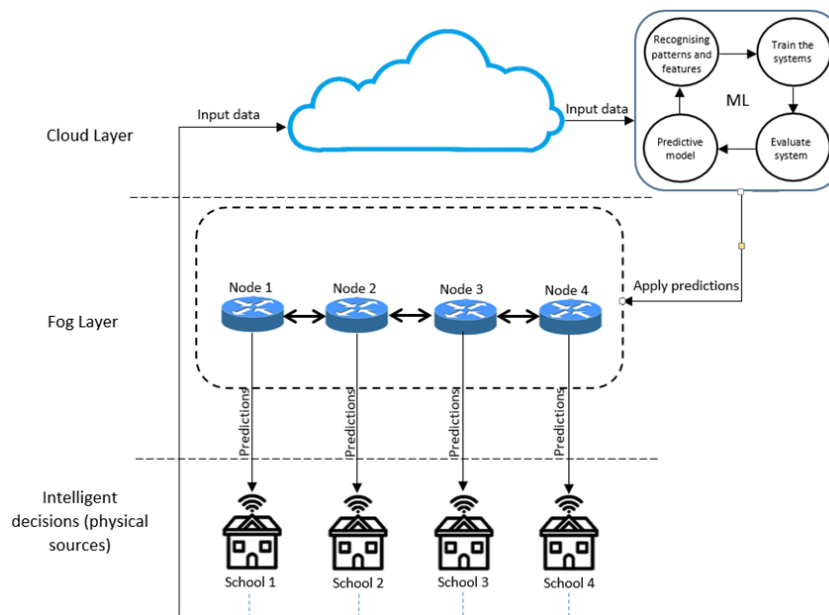 Recognising
patterns and
features
Train the
systems
ML
Predictive
model
Evaluate
system
Input data
Input data
Cloud Layer
Apply predictions
Node 1
Node 2
Node 3
Node 4
Fog Layer
Predictions
Predictions
Predictions
Predictions
Intelligent
decisions (physical
sources)
School 1
School 2
School 3
School 4